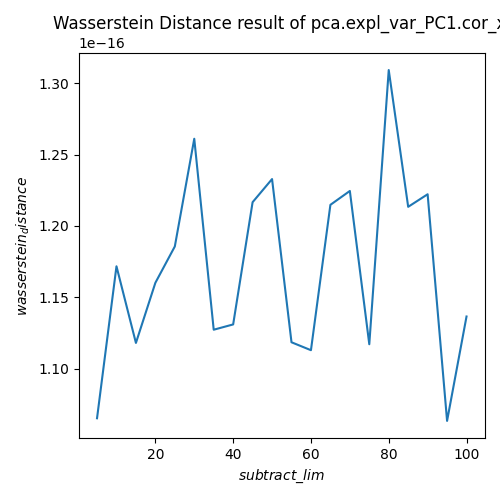 Wasserstein Distance result of pca.expl_var_PC1.cor_x
1e−16
1.30
1.25
1.20
1.15
1.10
wasserstein_distance
20
40
60
80
100
subtract_lim